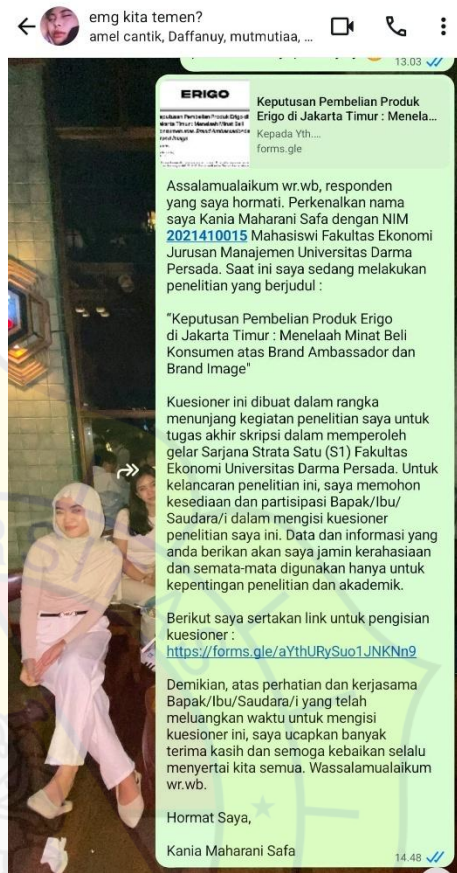 emg kita temen?
amel cantik, Daffanuy, mutmutiaa, ...
13.03
ERIGO
Keputusan Pembelian Produk
Erigo di Jakarta Timur : Menela...
Kepada Yth....
forms.gle
Assalamualaikum wr.wb, responden
yang saya hormati. Perkenalkan nama
saya Kania Maharani Safa dengan NIM
2021410015 Mahasiswi Fakultas Ekonomi
Jurusan Manajemen Universitas Darma
Persada. Saat ini saya sedang melakukan
penelitian yang berjudul :
"Keputusan Pembelian Produk Erigo
di Jakarta Timur : Menelaah Minat Beli
Konsumen atas Brand Ambassador dan
Brand Image"
Kuesioner ini dibuat dalam rangka
menunjang kegiatan penelitian saya untuk
tugas akhir skripsi dalam memperoleh
gelar Sarjana Strata Satu (S1) Fakultas
Ekonomi Universitas Darma Persada. Untuk
kelancaran penelitian ini, saya memohon
kesediaan dan partisipasi Bapak/Ibu/
Saudara/i dalam mengisi kuesioner
penelitian saya ini. Data dan informasi yang
anda berikan akan saya jamin kerahasiaan
dan semata-mata digunakan hanya untuk
kepentingan penelitian dan akademik.
Berikut saya sertakan link untuk pengisian
kuesioner :
https://forms.gle/aYthURySuo1JNKNn9
Demikian, atas perhatian dan kerjasama
Bapak/Ibu/Saudara/i yang telah
meluangkan waktu untuk mengisi
kuesioner ini, saya ucapkan banyak
terima kasih dan semoga kebaikan selalu
menyertai kita semua. Wassalamualaikum
wr.wb.
Hormat Saya,
Kania Maharani Safa
14.48